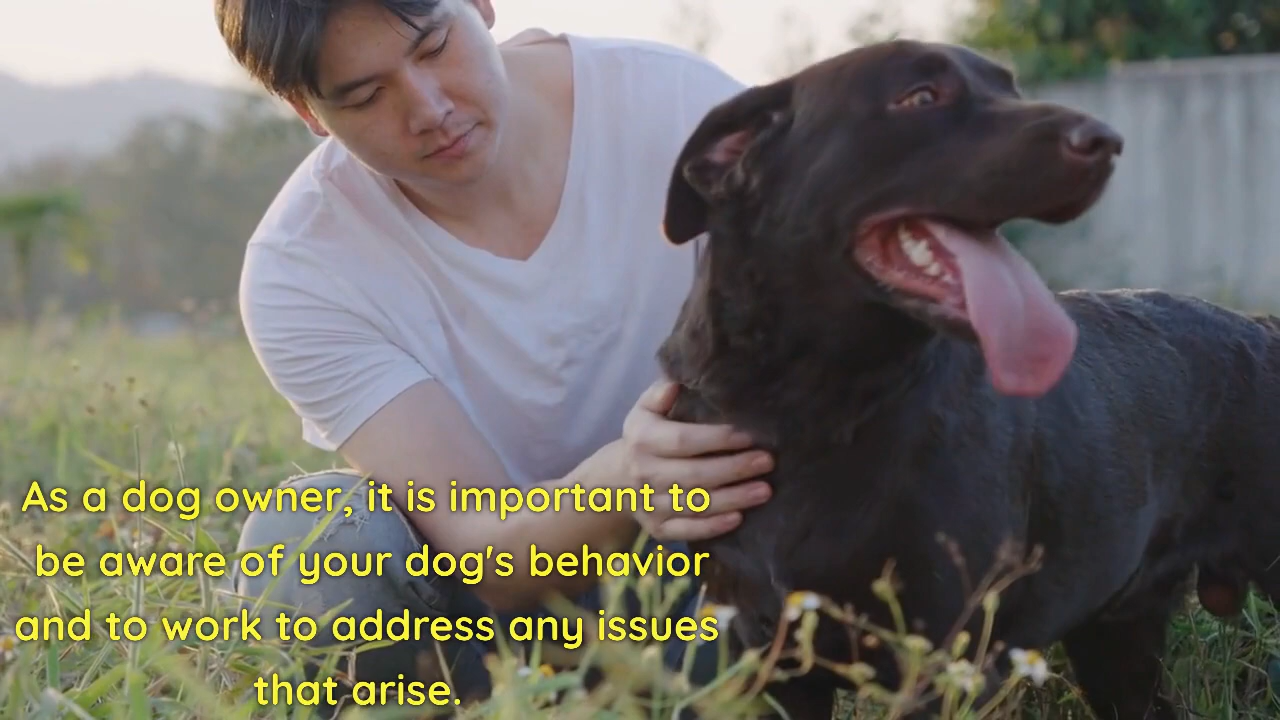 As a dog owner, it is important to
be aware of your dog's behavior
and to work to address any issues
that arise.